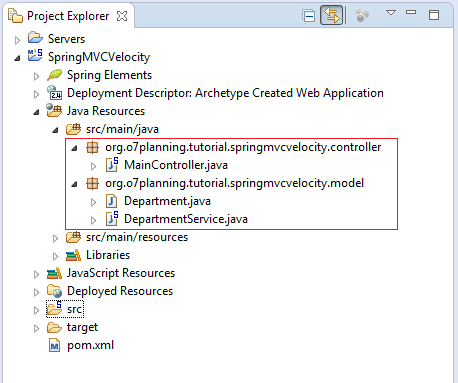 Project Explorer
Servers
SpringMVCVelocity
Spring Elements
Deployment Descriptor: Archetype Created Web Application
Java Resources
src/main/java
org.o7planning.tutorial.springmvcvelocity.controller
MainController.java
org.o7planning.tutorial.springmvcvelocity.model
Department.java
DepartmentService.java
src/main/resources
Libraries
JavaScript Resources
Deployed Resources
src
target
pom.xml